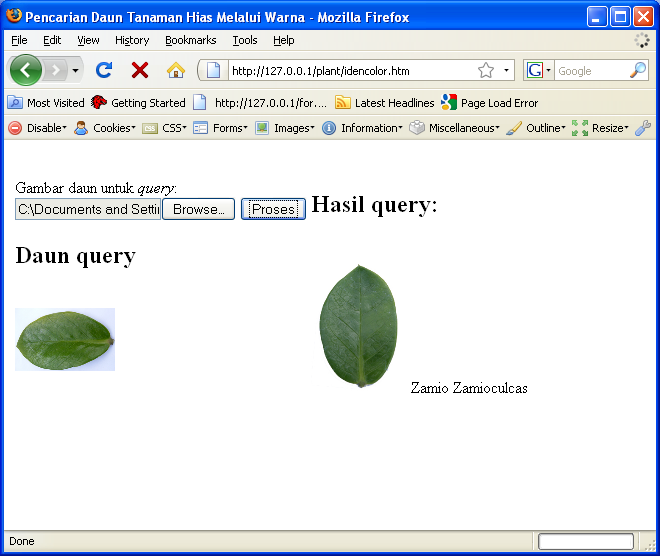 Pencarian Daun Tanaman Hias Melalui Warna - Mozilla Firefox
File Edit View History Bookmarks Tools Help
http://127.0.0.1/plant/idencolor.htm
Google
Most Visited Getting Started http://127.0.0.1/for.... Latest Headlines Page Load Error
Disable Cookies CSS Forms Images Information Miscellaneous Outline Resize
Gambar daun untuk query:
C:\Documents and Settin Browse... Proses Hasil query:
Daun query
Zamio Zamioculcas
Done